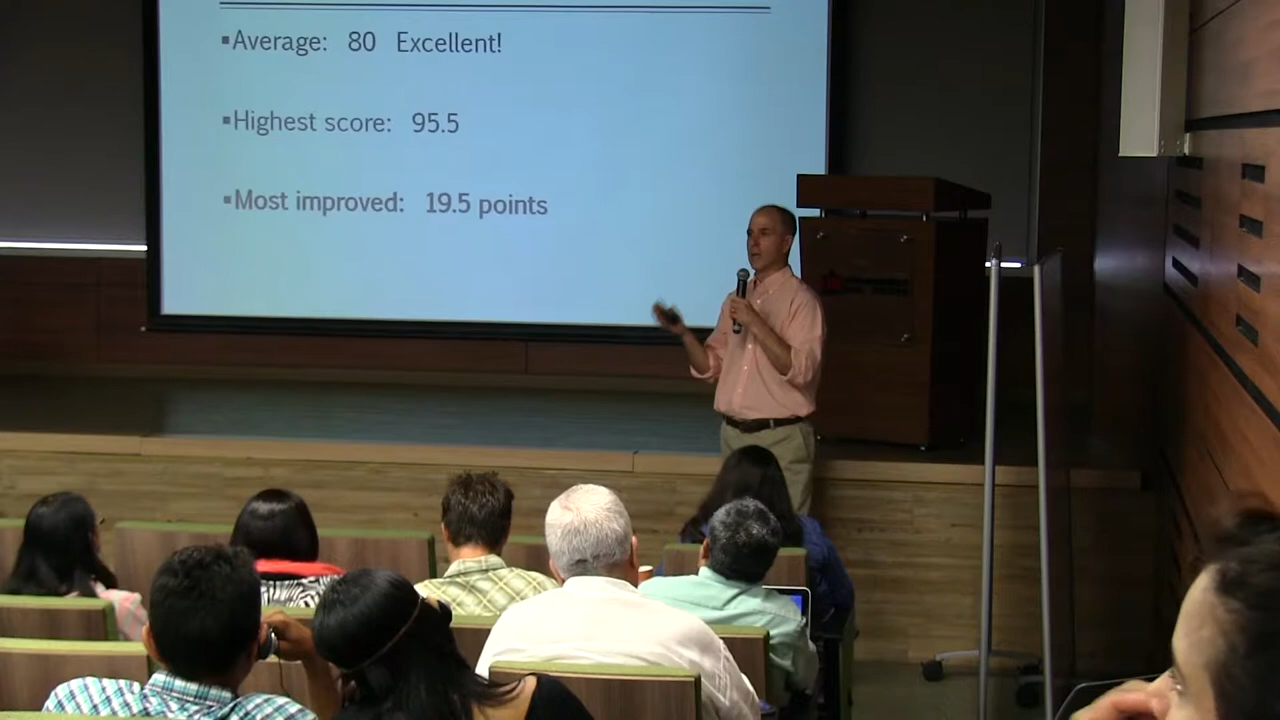 ▪Average: 80 Excellent!
▪Highest score: 95.5
▪Most improved: 19.5 points